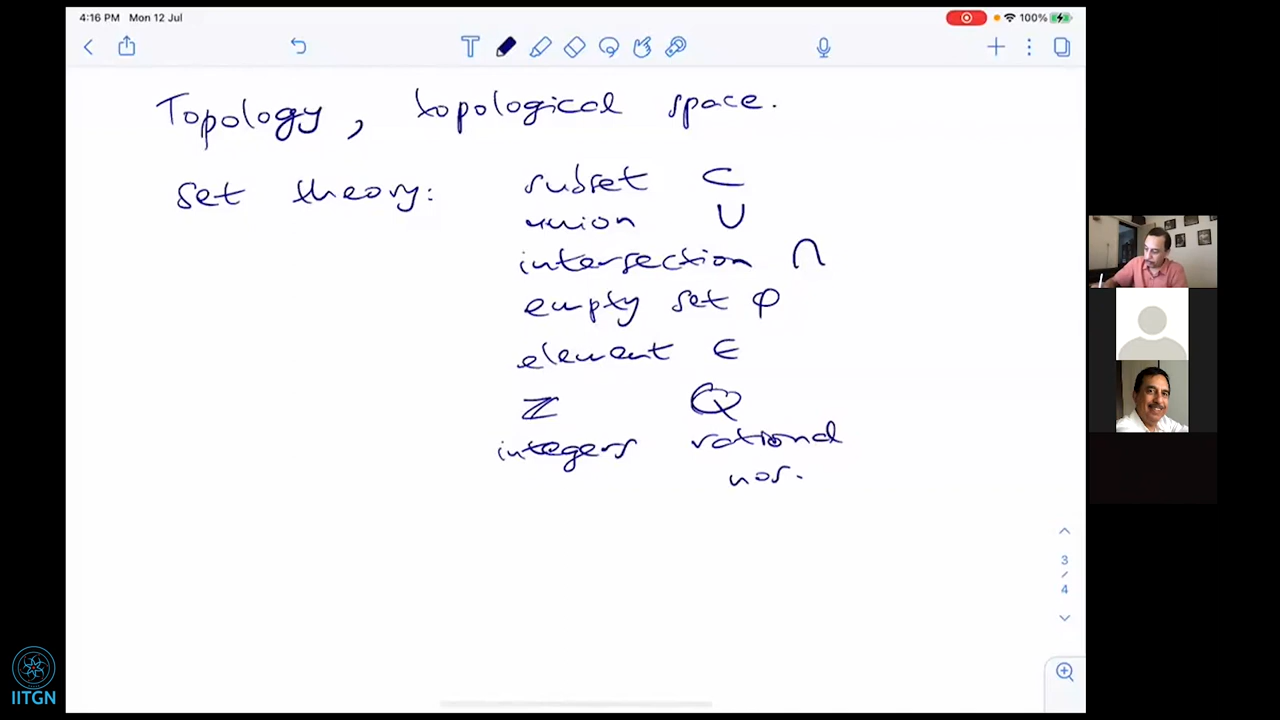 4:16 PM Mon 12 Jul
100%
T
Topology, topological space.
set theory: subset ⊂
union ∪
intersection ∩
empty set φ
element ∈
ℤ ℚ
integers rational
nos.
3
/
4
IITGN